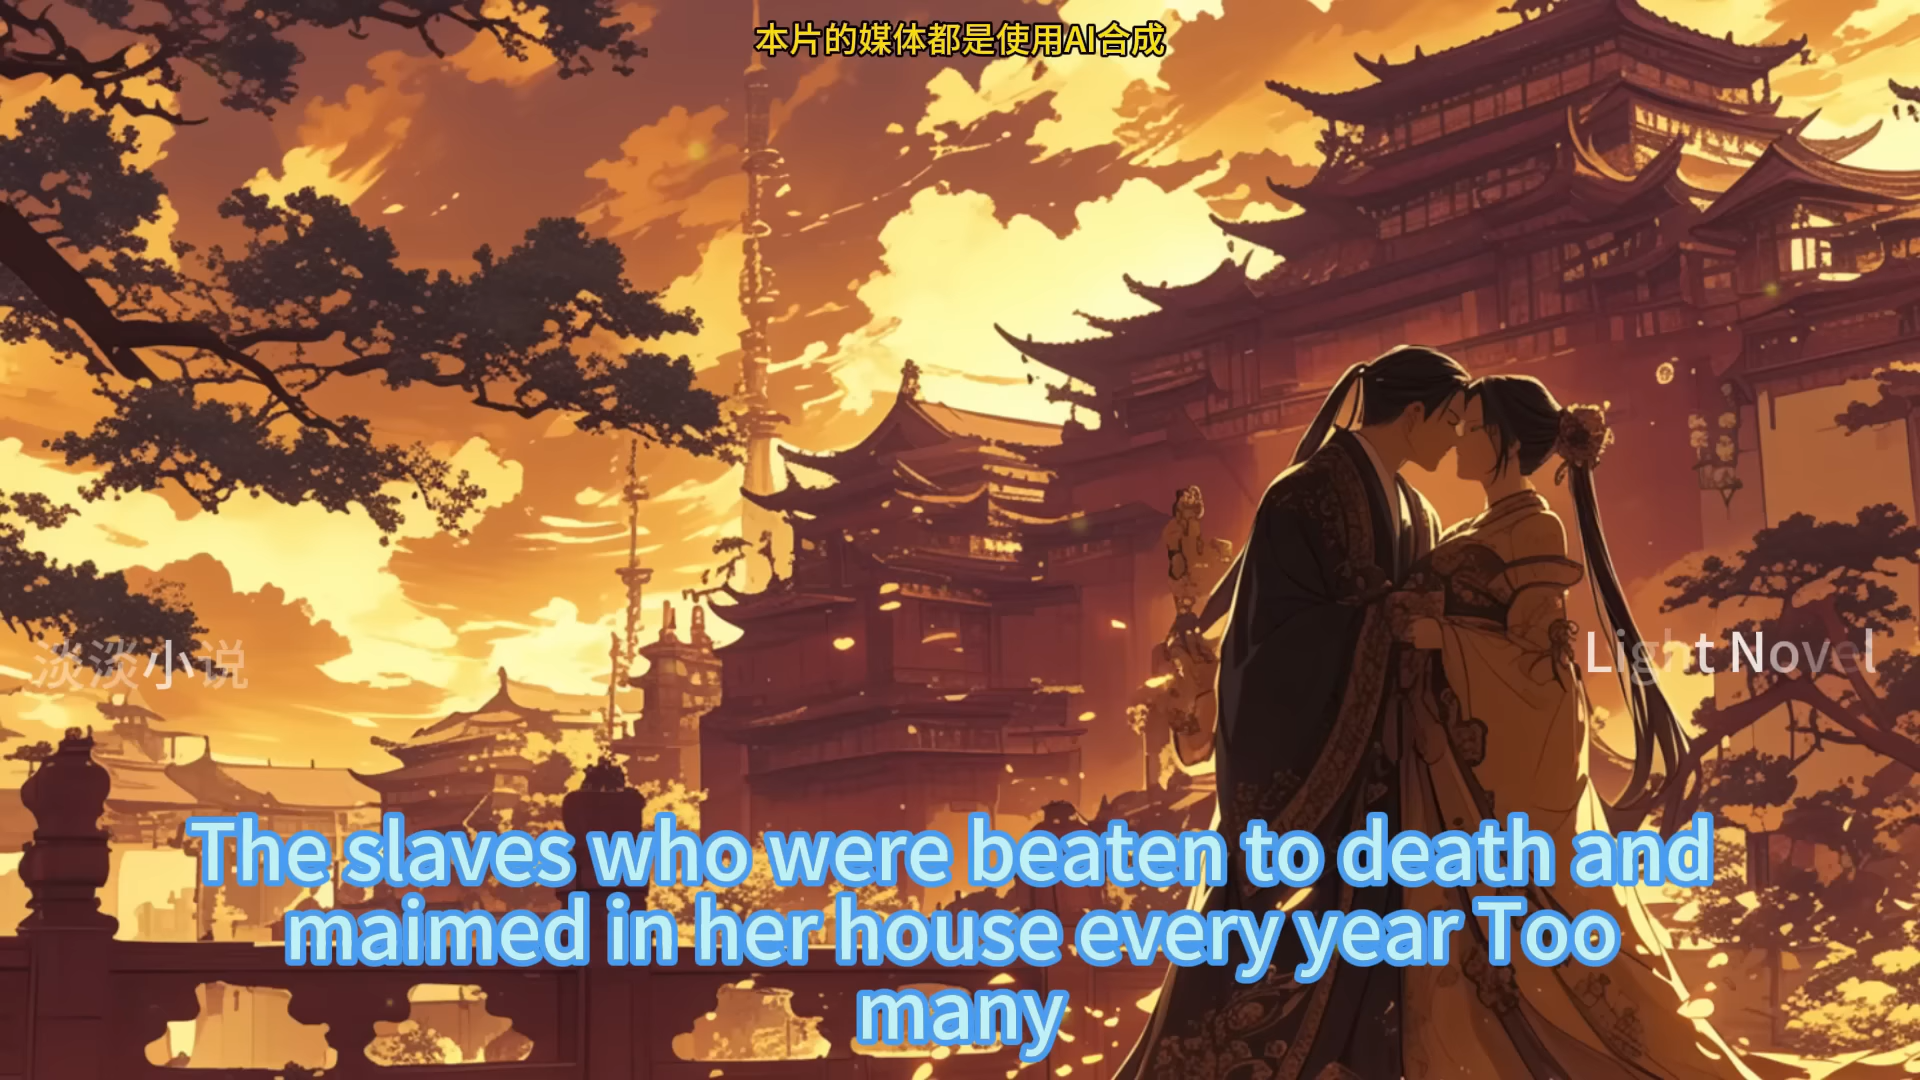 本片的媒体都是使用AI合成
淡淡小说
Light Novel
The slaves who were beaten to death and
maimed in her house every year Too
many